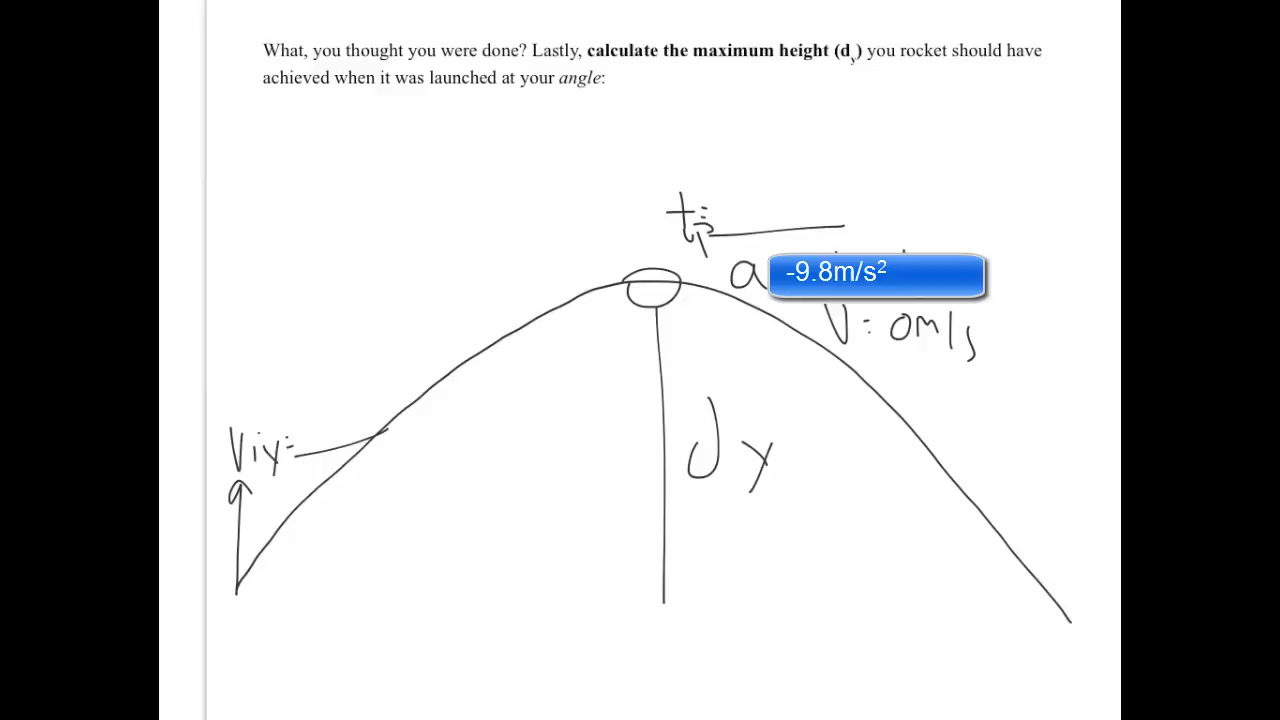 What, you thought you were done? Lastly, calculate the maximum height (dy) you rocket should have
achieved when it was launched at your angle:
t:
a -9.8m/s²
V: 0m/s
Viy=
dy